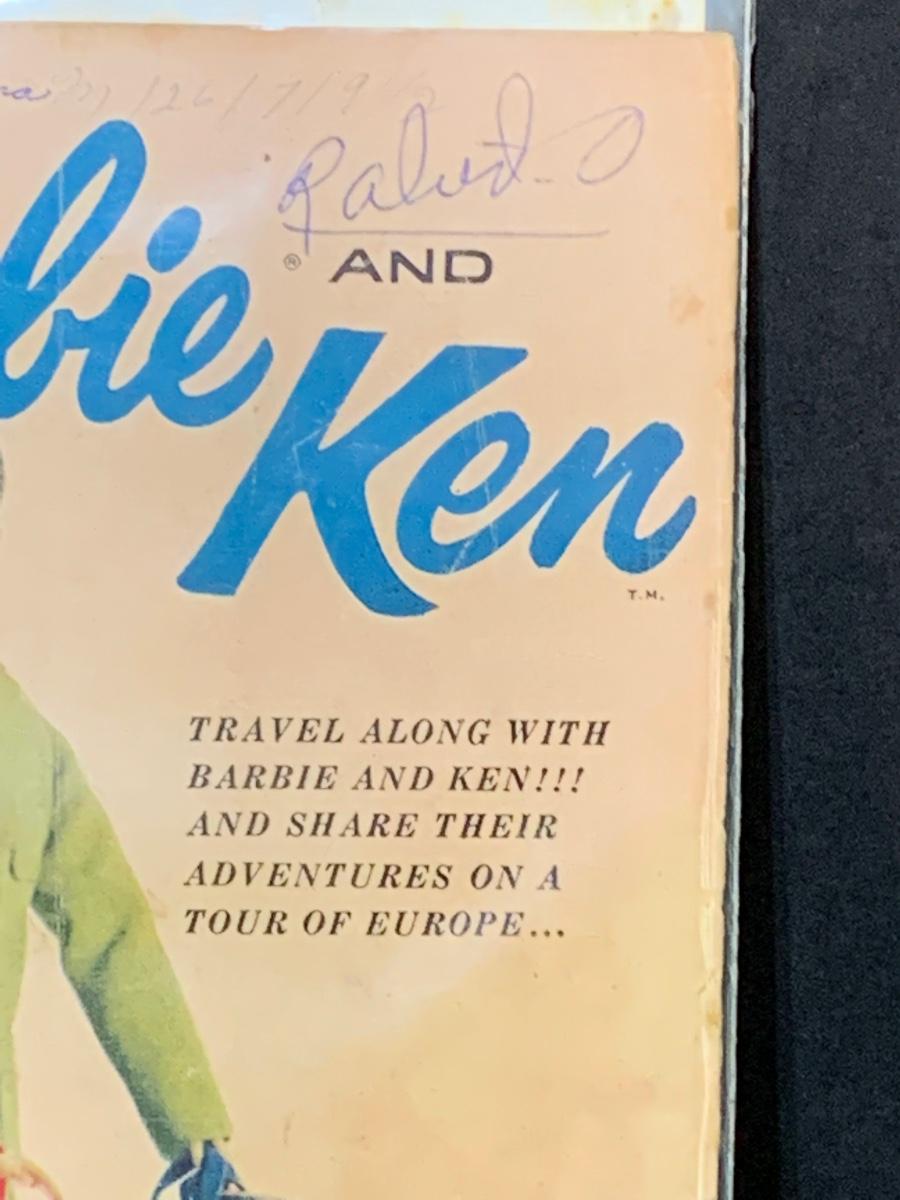 bie
® AND
Ken
T.M.
TRAVEL ALONG WITH
BARBIE AND KEN!!!
AND SHARE THEIR
ADVENTURES ON A
TOUR OF EUROPE...